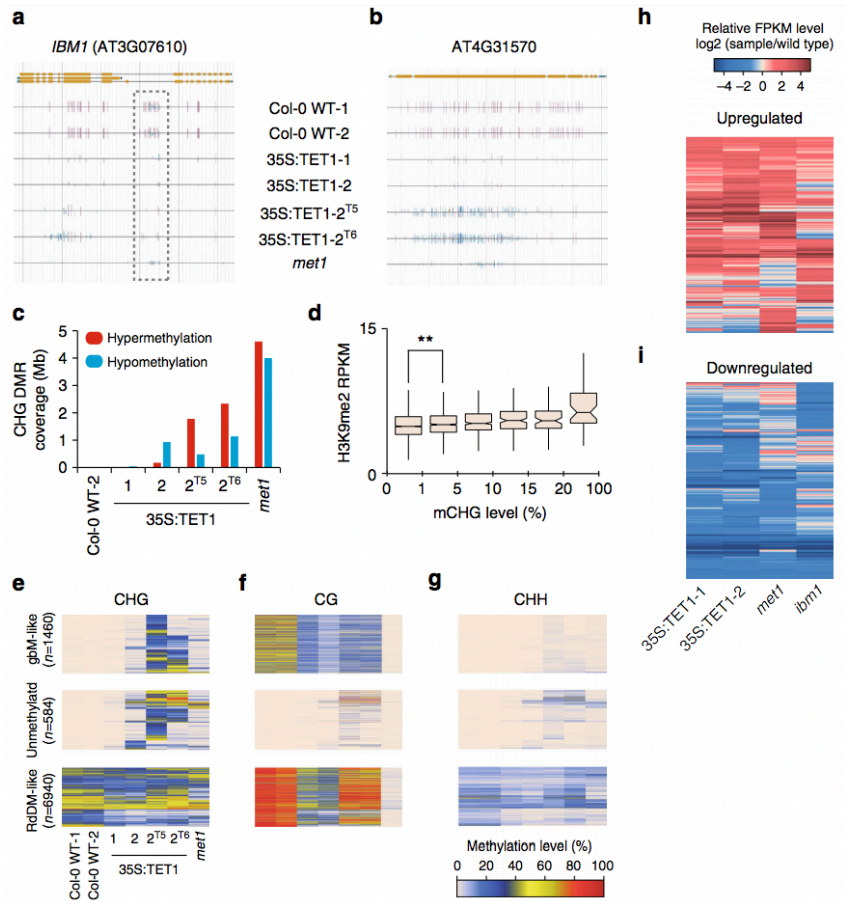 a
IBM1 (AT3G07610)
b
AT4G31570
Col-0 WT-1
Col-0 WT-2
35S:TET1-1
35S:TET1-2
35S:TET1-2T5
35S:TET1-2T6
met1
c
CHG DMR
coverage (Mb)
5
4
3
2
1
0
Hypermethylation
Hypomethylation
Col-0 WT-2
1
2
2T5
2T6
met1
35S:TET1
d
H3K9me2 RPKM
15
0
**
0
1
5
10
15
20
100
mCHG level (%)
e
CHG
gbM-like
(n=1460)
Unmethylatd
(n=584)
RdDM-like
(n=6940)
Col-0 WT-1
Col-0 WT-2
1
2
2T5
2T6
met1
35S:TET1
f
CG
g
CHH
Methylation level (%)
0
20
40
60
80
100
h
Relative FPKM level
log2 (sample/wild type)
−4
−2
0
2
4
Upregulated
i
Downregulated
35S:TET1-1
35S:TET1-2
met1
ibm1